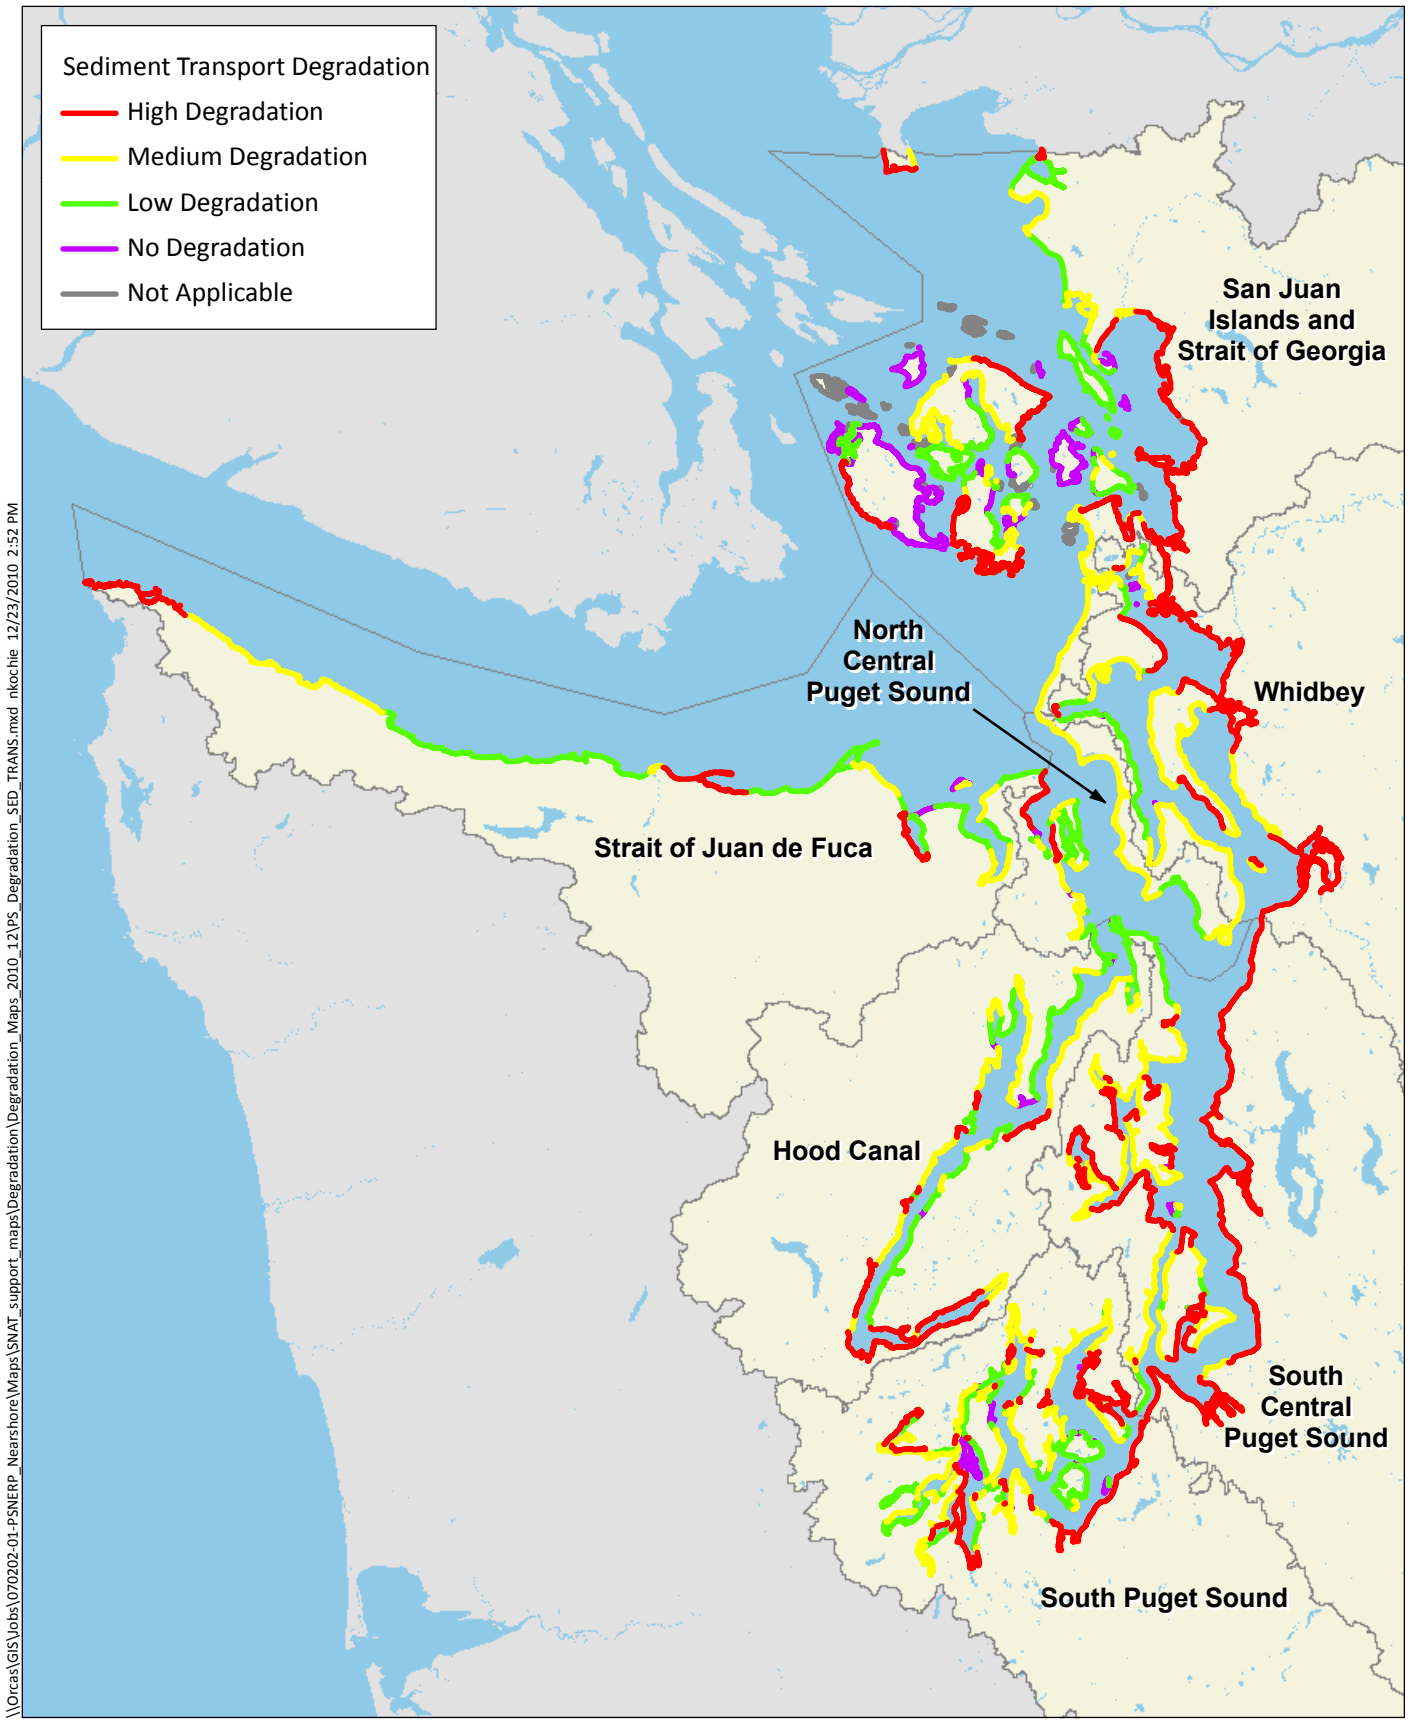 Sediment Transport Degradation
High Degradation
Medium Degradation
Low Degradation
No Degradation
Not Applicable
San Juan
Islands and
Strait of Georgia
North
Central
Puget Sound
Whidbey
Strait of Juan de Fuca
Hood Canal
South
Central
Puget Sound
South Puget Sound
\\Orcas\GIS\Jobs\070202-01-PSNERP_Nearshore\Maps\SNAT_support_maps\Degradation\Degradation_Maps_2010_12\PS_Degradation_SED_TRANS.mxd nkochie 12/23/2010 2:52 PM